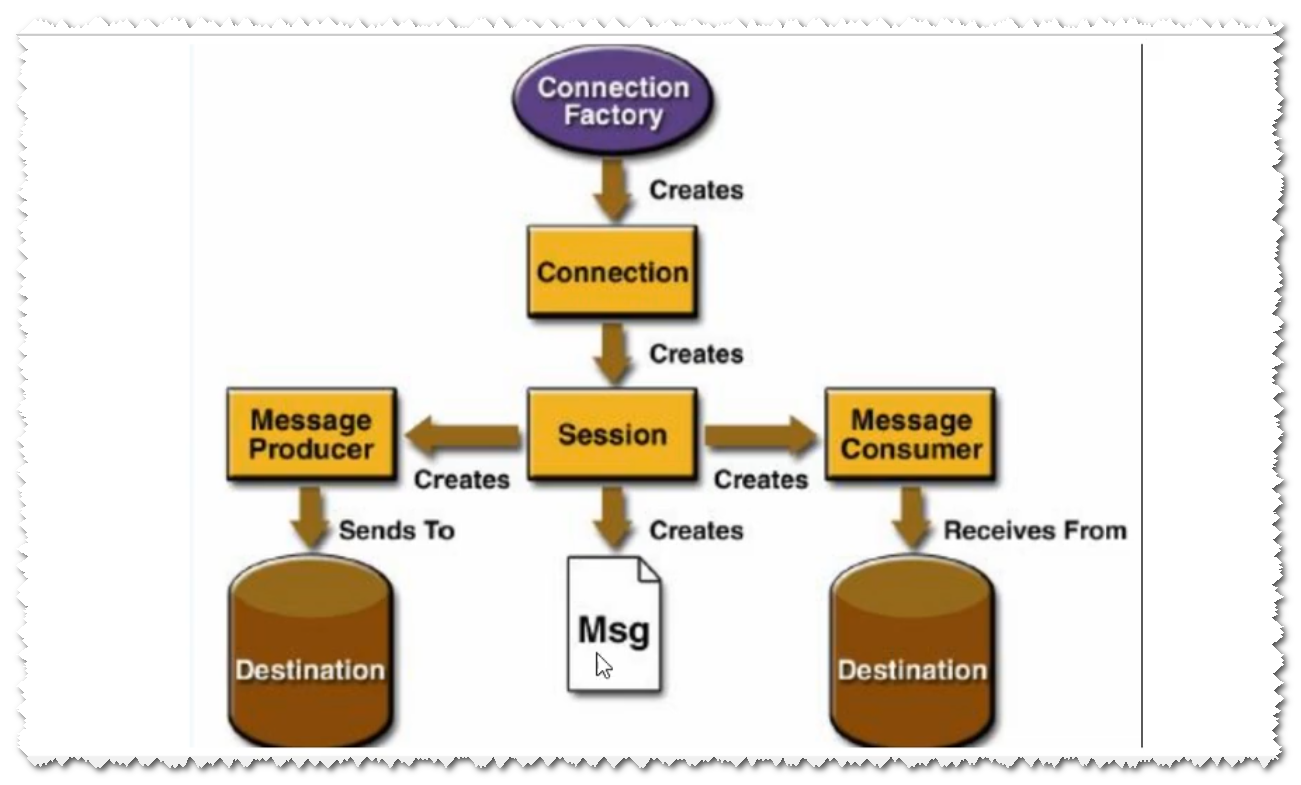 Connection
Factory
Creates
Connection
Creates
Message
Producer
Session
Message
Consumer
Creates
Creates
Sends To
Creates
Receives From
Msg
Destination
Destination